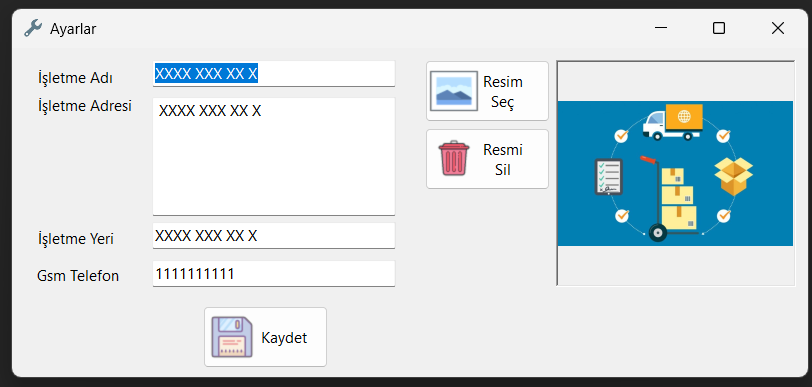 Ayarlar
İşletme Adı
XXXX XXX XX X
İşletme Adresi
XXXX XXX XX X
İşletme Yeri
XXXX XXX XX X
Gsm Telefon
1111111111
Kaydet
Resim
Seç
Resmi
Sil